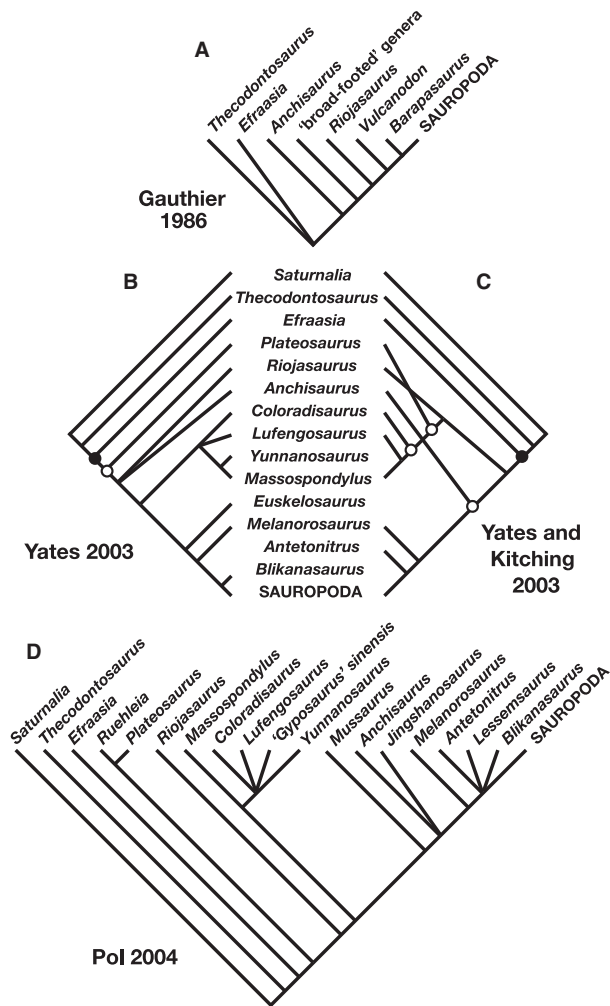 A
Thecodontosaurus
Efraasia
Anchisaurus
'broad-footed' genera
Riojasaurus
Vulcanodon
Barapasaurus
SAUROPODA
Gauthier
1986
B
C
Saturnalia
Thecodontosaurus
Efraasia
Plateosaurus
Riojasaurus
Anchisaurus
Coloradisaurus
Lufengosaurus
Yunnanosaurus
Massospondylus
Euskelosaurus
Melanorosaurus
Antetonitrus
Blikanasaurus
SAUROPODA
Yates 2003
Yates and
Kitching
2003
D
Saturnalia
Thecodontosaurus
Efraasia
Ruehleia
Plateosaurus
Riojasaurus
Massospondylus
Coloradisaurus
Lufengosaurus
'Gyposaurus' sinensis
Yunnanosaurus
Mussaurus
Anchisaurus
Jingshanosaurus
Melanorosaurus
Antetonitrus
Lessemsaurus
Blikanasaurus
SAUROPODA
Pol 2004